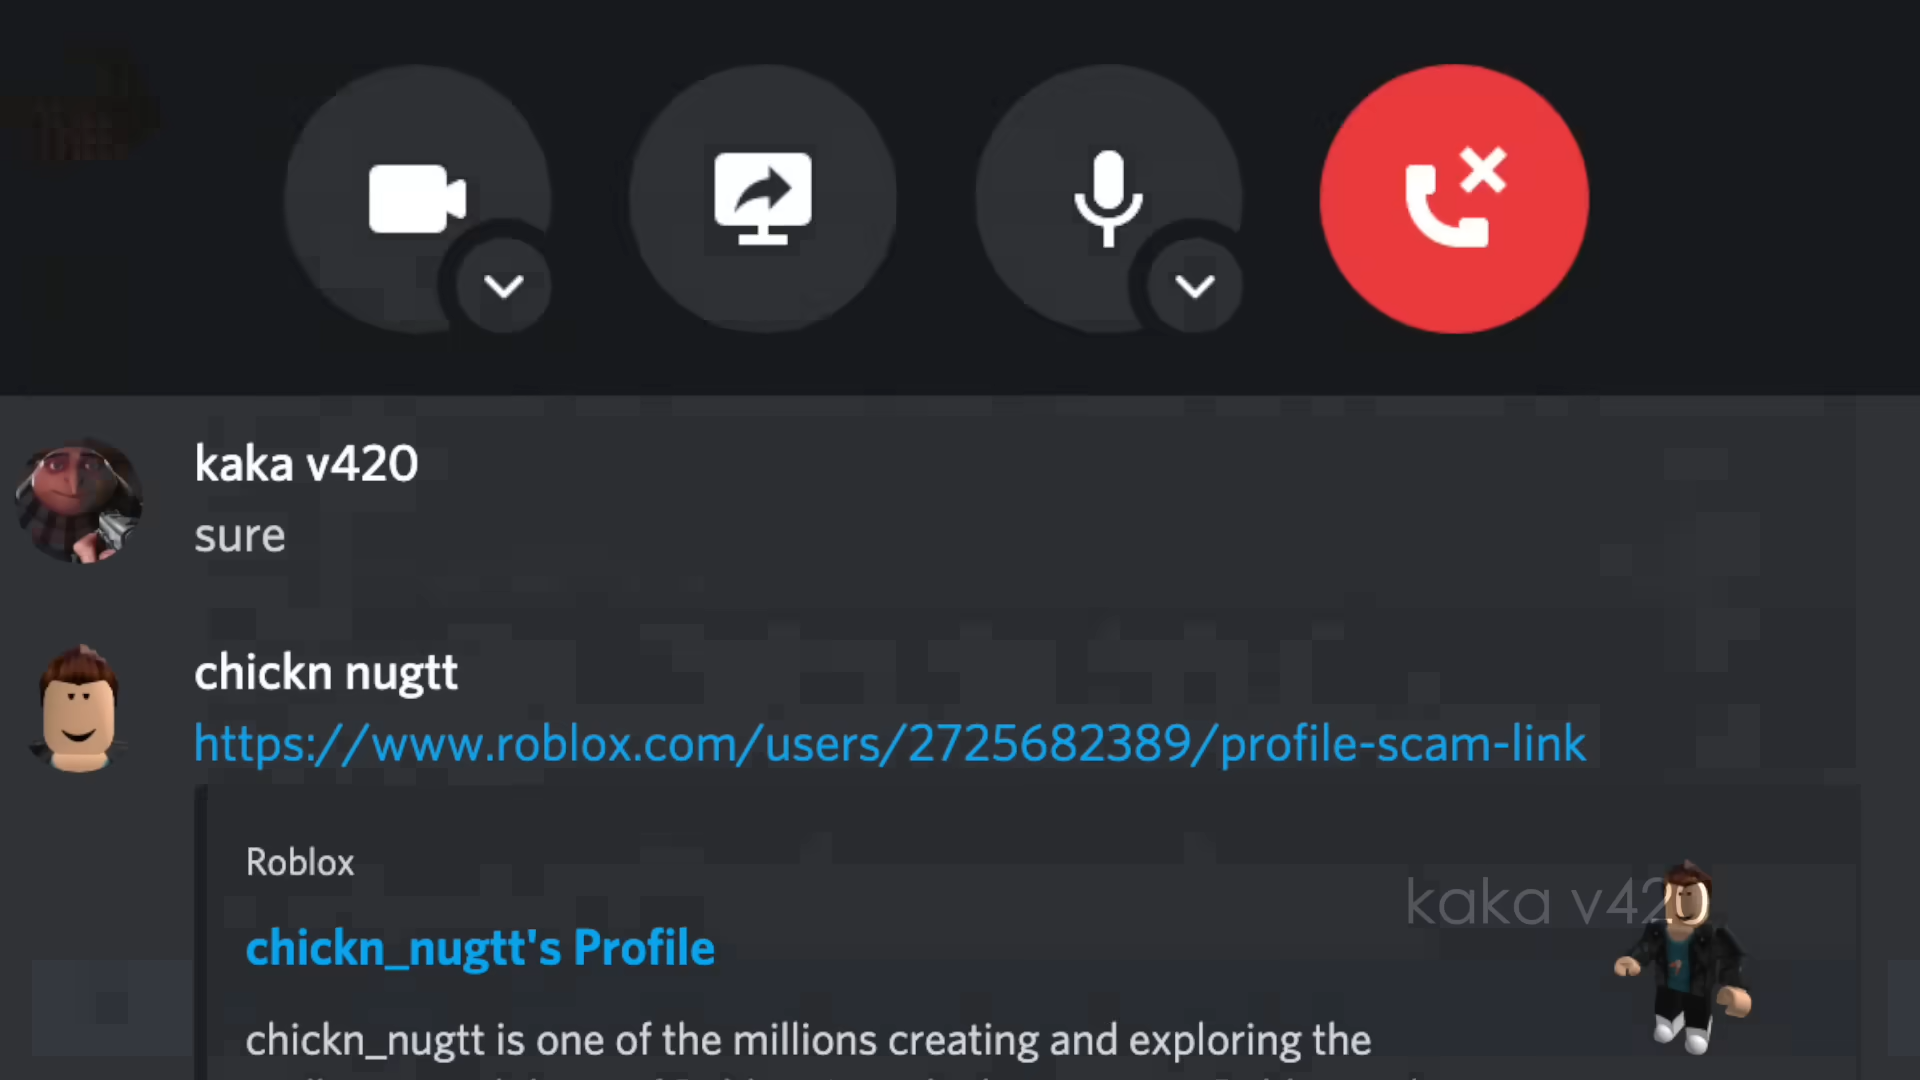 kaka v420
sure
chickn nugtt
https://www.roblox.com/users/2725682389/profile-scam-link
Roblox
kaka v42
chickn_nugtt's Profile
chickn_nugtt is one of the millions creating and exploring the